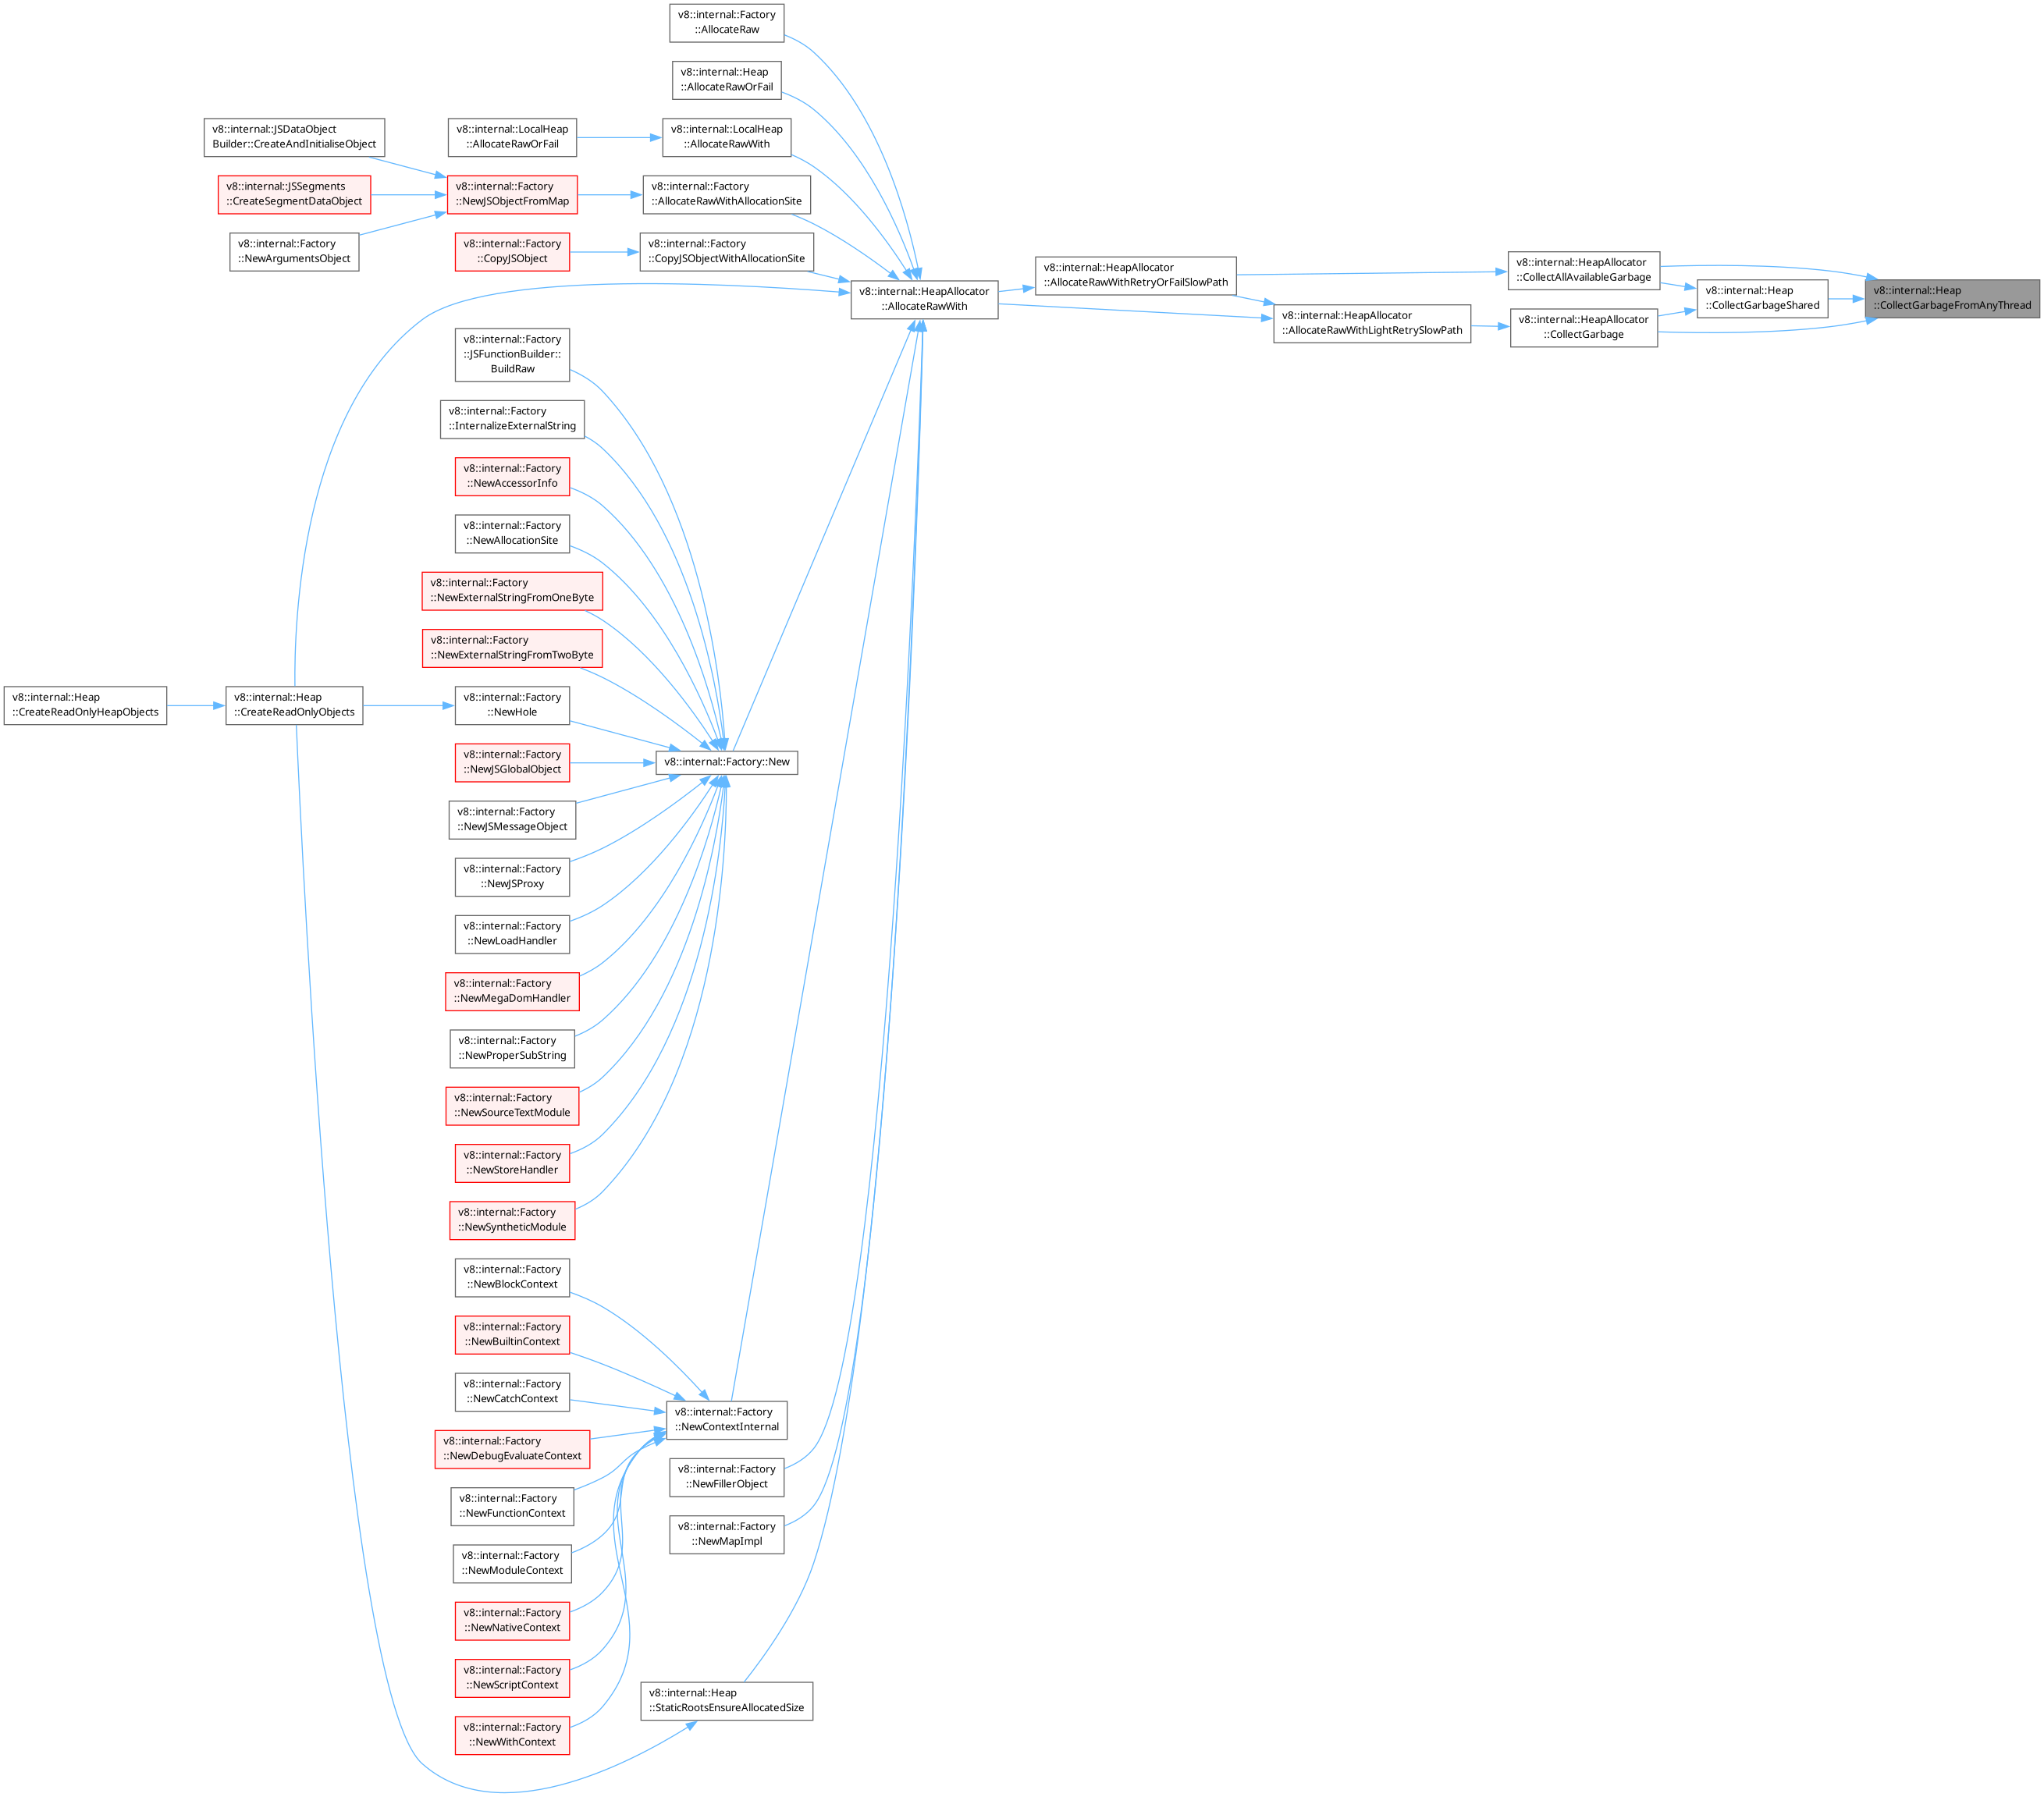 v8::internal::Factory
::AllocateRaw
v8::internal::Heap
::AllocateRawOrFail
v8::internal::JSDataObject
Builder::CreateAndInitialiseObject
v8::internal::LocalHeap
::AllocateRawOrFail
v8::internal::LocalHeap
::AllocateRawWith
v8::internal::JSSegments
::CreateSegmentDataObject
v8::internal::Factory
::NewJSObjectFromMap
v8::internal::Factory
::AllocateRawWithAllocationSite
v8::internal::Factory
::NewArgumentsObject
v8::internal::Factory
::CopyJSObject
v8::internal::Factory
::CopyJSObjectWithAllocationSite
v8::internal::HeapAllocator
::AllocateRawWith
v8::internal::HeapAllocator
::AllocateRawWithRetryOrFailSlowPath
v8::internal::HeapAllocator
::AllocateRawWithLightRetrySlowPath
v8::internal::HeapAllocator
::CollectAllAvailableGarbage
v8::internal::HeapAllocator
::CollectGarbage
v8::internal::Heap
::CollectGarbageShared
v8::internal::Heap
::CollectGarbageFromAnyThread
v8::internal::Factory
::JSFunctionBuilder::
BuildRaw
v8::internal::Factory
::InternalizeExternalString
v8::internal::Factory
::NewAccessorInfo
v8::internal::Factory
::NewAllocationSite
v8::internal::Factory
::NewExternalStringFromOneByte
v8::internal::Factory
::NewExternalStringFromTwoByte
v8::internal::Heap
::CreateReadOnlyHeapObjects
v8::internal::Heap
::CreateReadOnlyObjects
v8::internal::Factory
::NewHole
v8::internal::Factory
::NewJSGlobalObject
v8::internal::Factory::New
v8::internal::Factory
::NewJSMessageObject
v8::internal::Factory
::NewJSProxy
v8::internal::Factory
::NewLoadHandler
v8::internal::Factory
::NewMegaDomHandler
v8::internal::Factory
::NewProperSubString
v8::internal::Factory
::NewSourceTextModule
v8::internal::Factory
::NewStoreHandler
v8::internal::Factory
::NewSyntheticModule
v8::internal::Factory
::NewBlockContext
v8::internal::Factory
::NewBuiltinContext
v8::internal::Factory
::NewCatchContext
v8::internal::Factory
::NewContextInternal
v8::internal::Factory
::NewDebugEvaluateContext
v8::internal::Factory
::NewFillerObject
v8::internal::Factory
::NewFunctionContext
v8::internal::Factory
::NewMapImpl
v8::internal::Factory
::NewModuleContext
v8::internal::Factory
::NewNativeContext
v8::internal::Factory
::NewScriptContext
v8::internal::Heap
::StaticRootsEnsureAllocatedSize
v8::internal::Factory
::NewWithContext